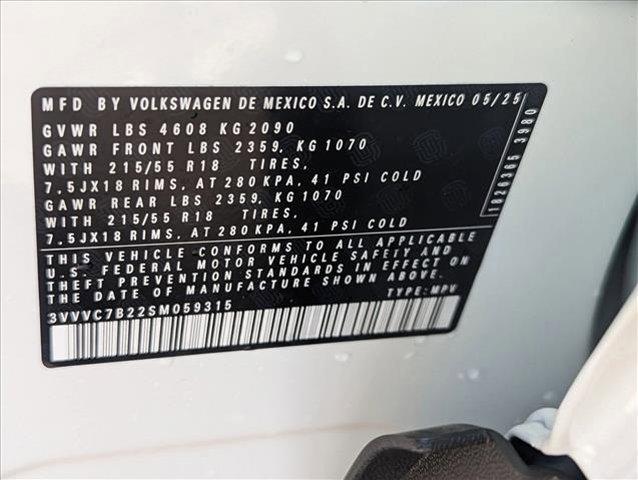 MFD BY VOLKSWAGEN DE MEXICO S.A. DE C.V. MEXICO 05/25
GVWR LBS 4608 KG 2090
GAWR FRONT LBS 2359, KG 1070
WITH 215/55 R18 TIRES,
7.5JX18 RIMS, AT 280 KPA, 41 PSI COLD
GAWR REAR LBS 2359, KG 1070
WITH 215/55 R18 TIRES,
7.5JX18 RIMS, AT 280 KPA, 41 PSI COLD
THIS VEHICLE CONFORMS TO ALL APPLICABLE
U.S. FEDERAL MOTOR VEHICLE SAFETY AND
THEFT PREVENTION STANDARDS IN EFFECT ON
THE DATE OF MANUFACTURE SHOWN ABOVE.
3VVVC7B22SM059315 TYPE: MPV
1826365 3980